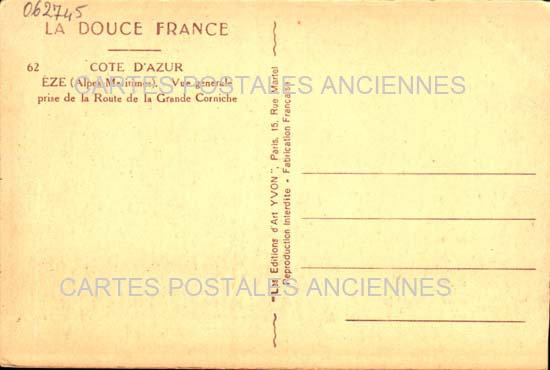 062745
LA DOUCE FRANCE
62 COTE D'AZUR
ÈZE (Alpes-Maritimes). - Vue générale
prise de la Route de la Grande Corniche
"Les Editions d'Art YVON", Paris, 15, Rue Martel
Reproduction Interdite - Fabrication Française
CARTES POSTALES ANCIENNES
CARTES POSTALES ANCIENNES